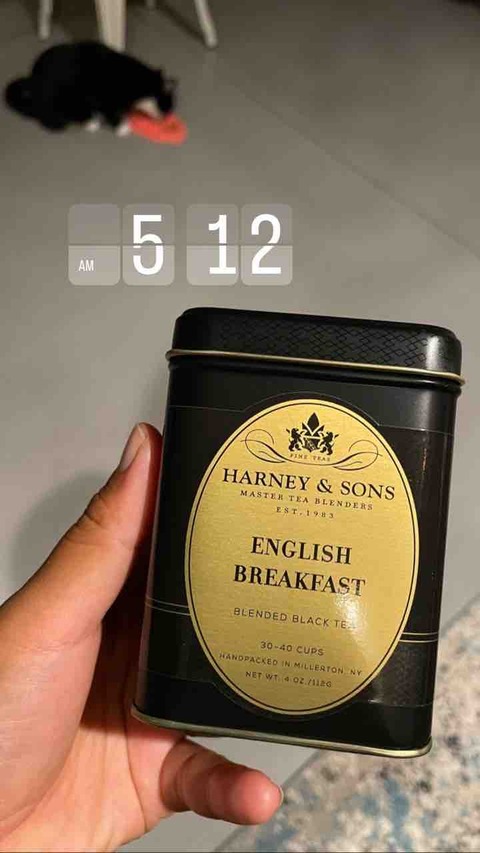 AM 5 12
FINE TEAS
HARNEY & SONS
MASTER TEA BLENDERS
EST. 1983
ENGLISH
BREAKFAST
BLENDED BLACK TEA
30-40 CUPS
HANDPACKED IN MILLERTON, NY
NET WT. 4 OZ./118G